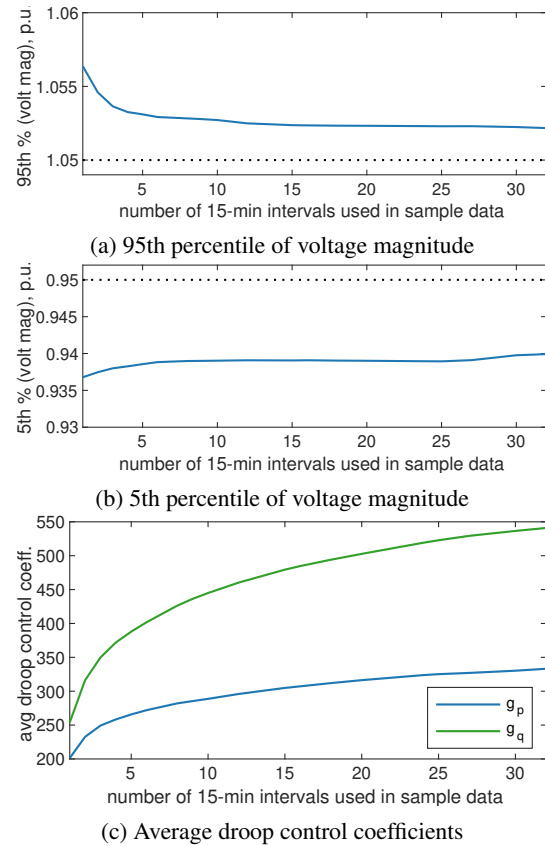 1.06
1.055
1.05
95th % (volt mag), p.u.
5 10 15 20 25 30
number of 15-min intervals used in sample data
(a) 95th percentile of voltage magnitude
0.95
0.945
0.94
0.935
0.93
5th % (volt mag), p.u.
5 10 15 20 25 30
number of 15-min intervals used in sample data
(b) 5th percentile of voltage magnitude
550
500
450
400
350
300
250
200
avg droop control coeff.
g_p
g_q
5 10 15 20 25 30
number of 15-min intervals used in sample data
(c) Average droop control coefficients